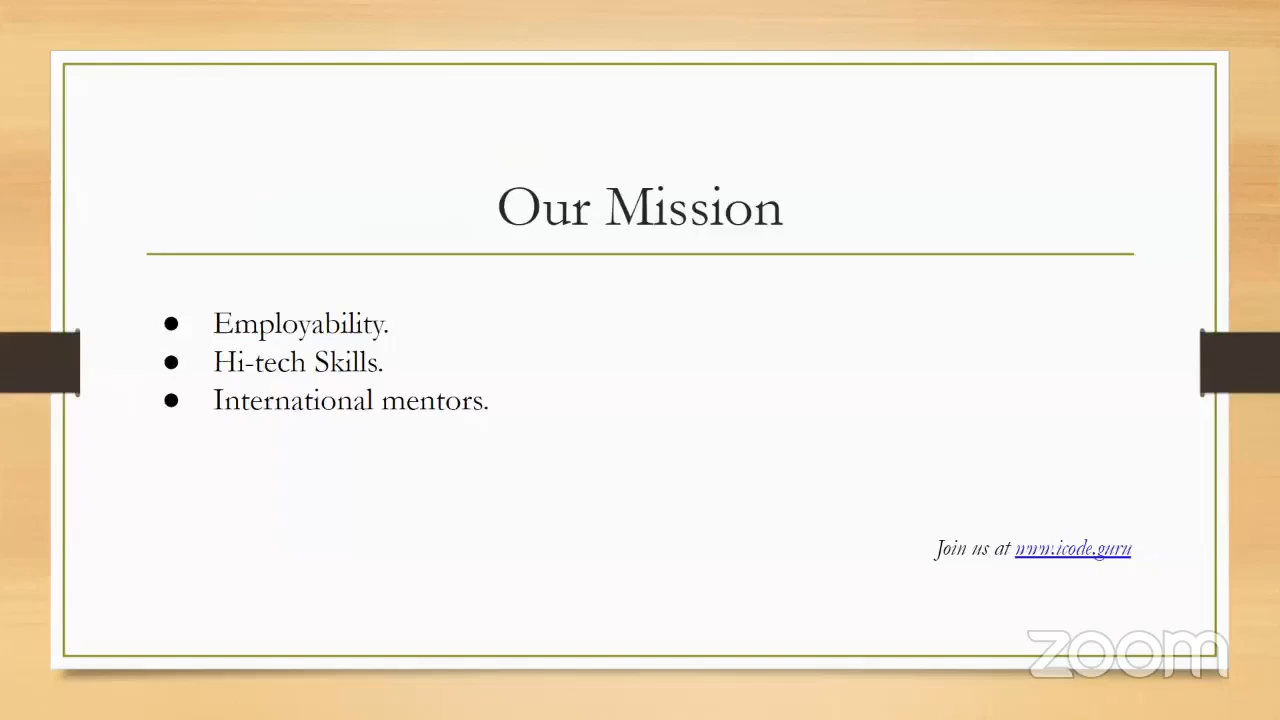 Our Mission
● Employability.
● Hi-tech Skills.
● International mentors.
Join us at www.icode.guru
zoom